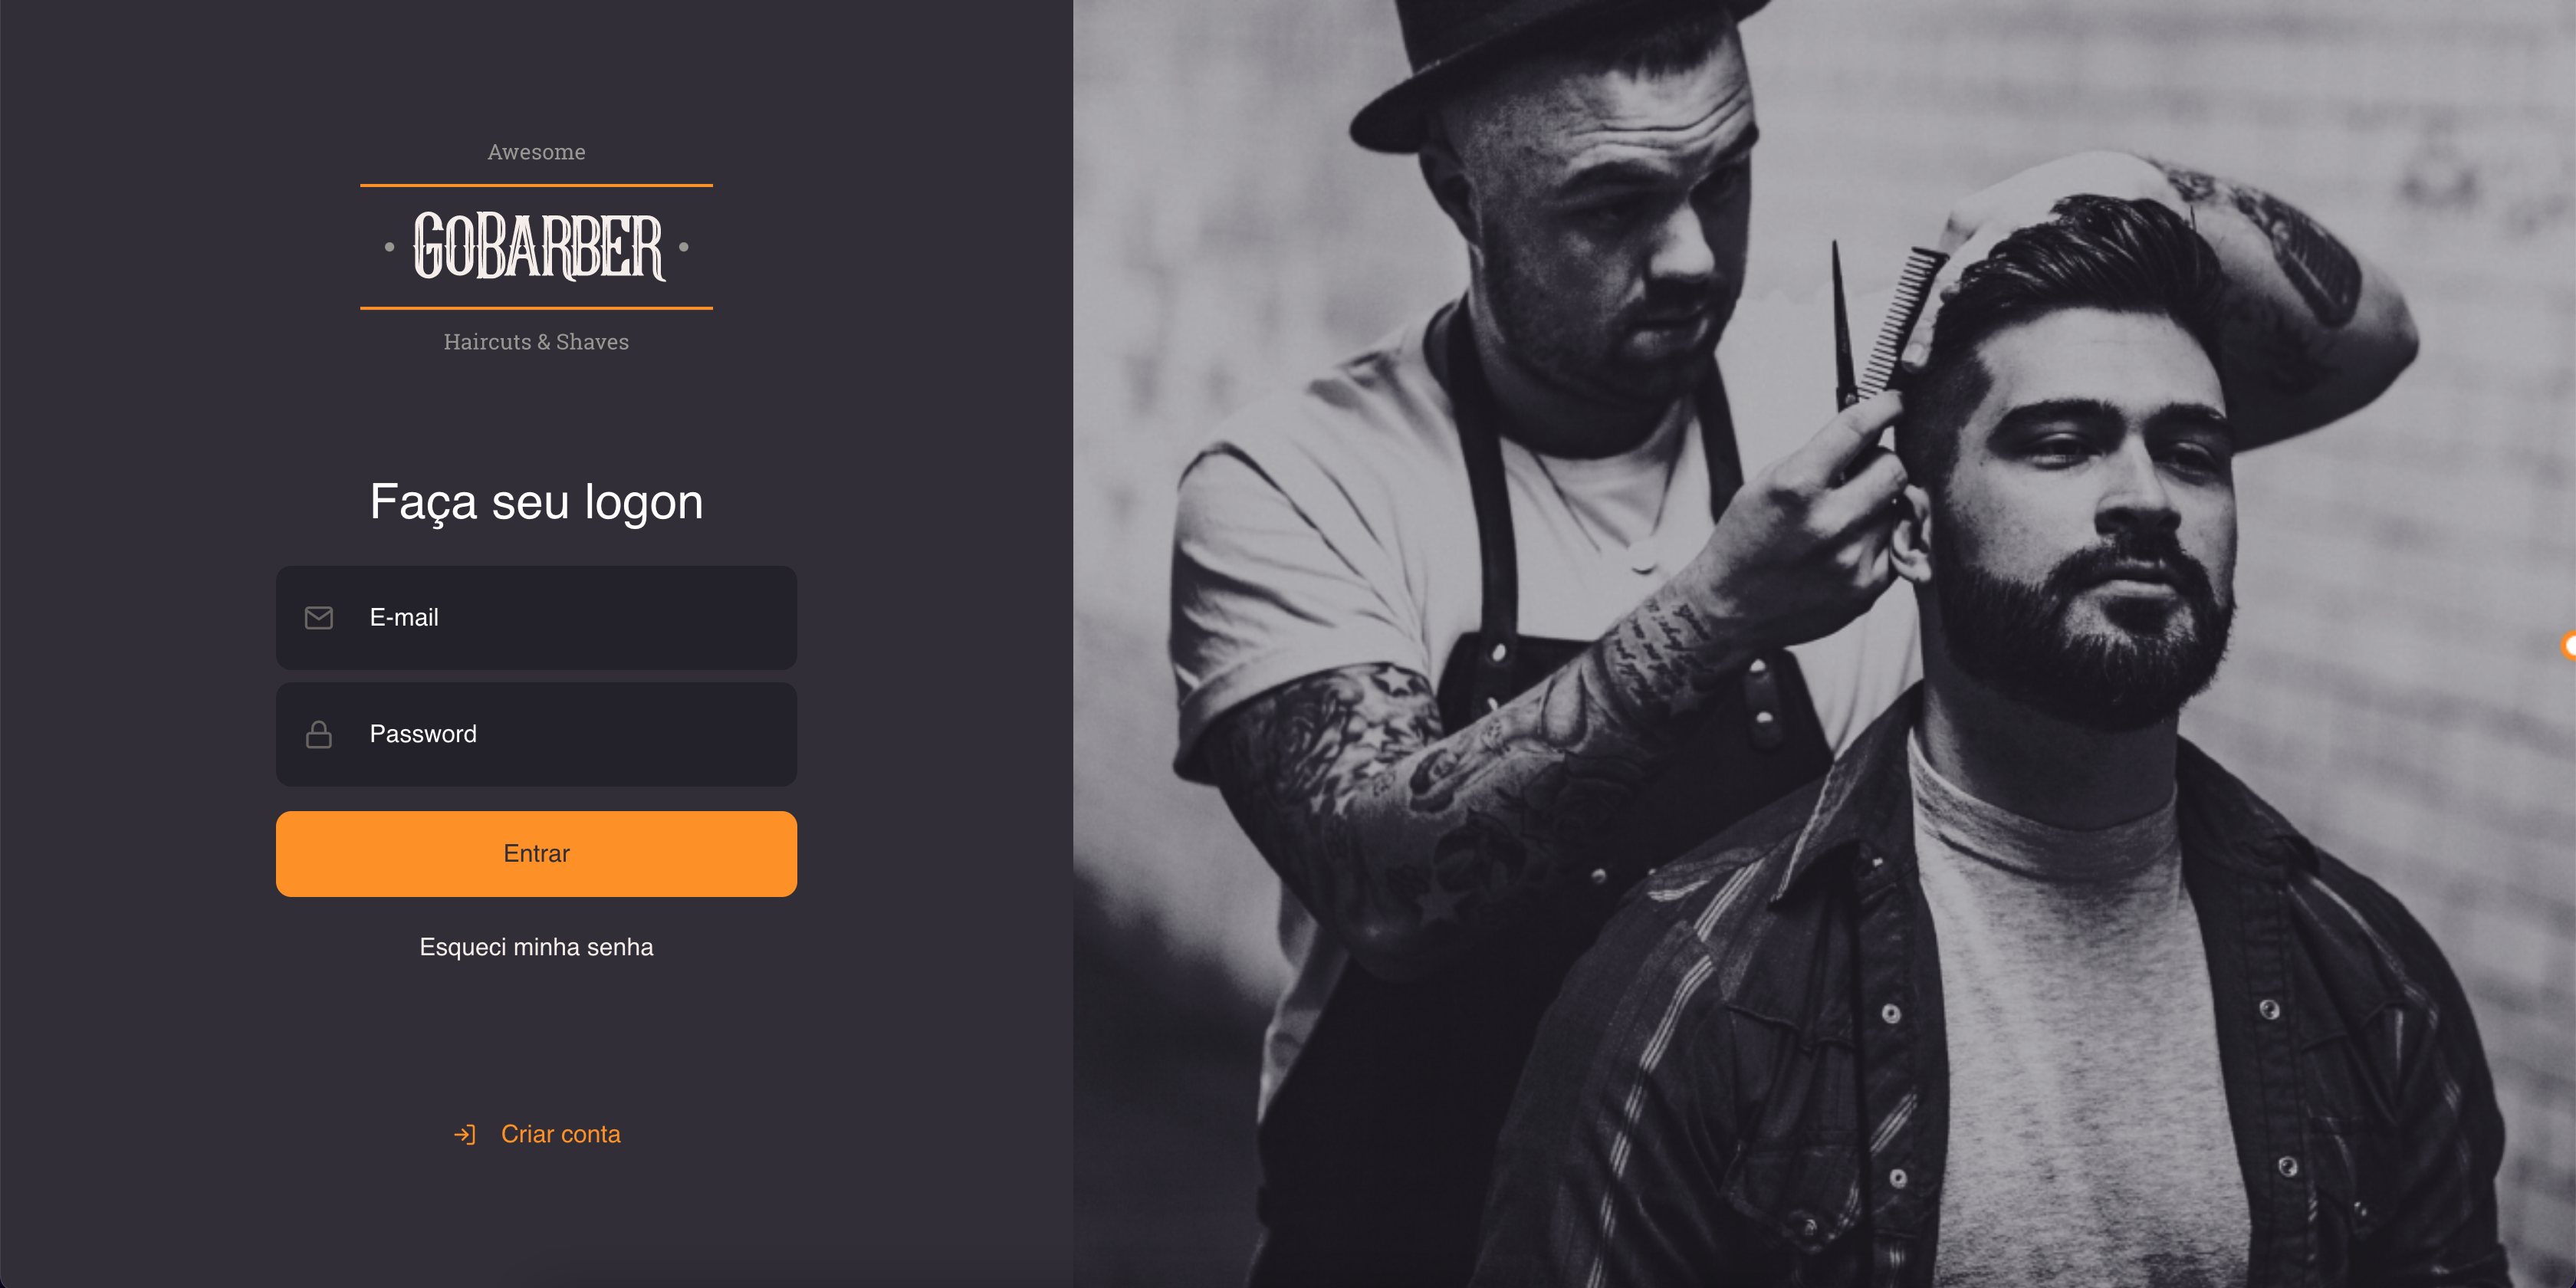 Awesome
GOBARBER
Haircuts & Shaves
Faça seu logon
E-mail
Password
Entrar
Esqueci minha senha
Criar conta